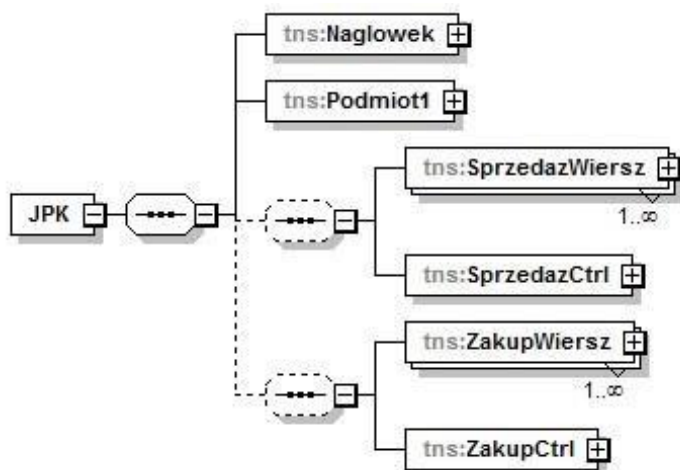 tns:Naglowek
tns:Podmiot1
tns:SprzedazWiersz
JPK
1..∞
tns:SprzedazCtrl
tns:ZakupWiersz
1..∞
tns:ZakupCtrl